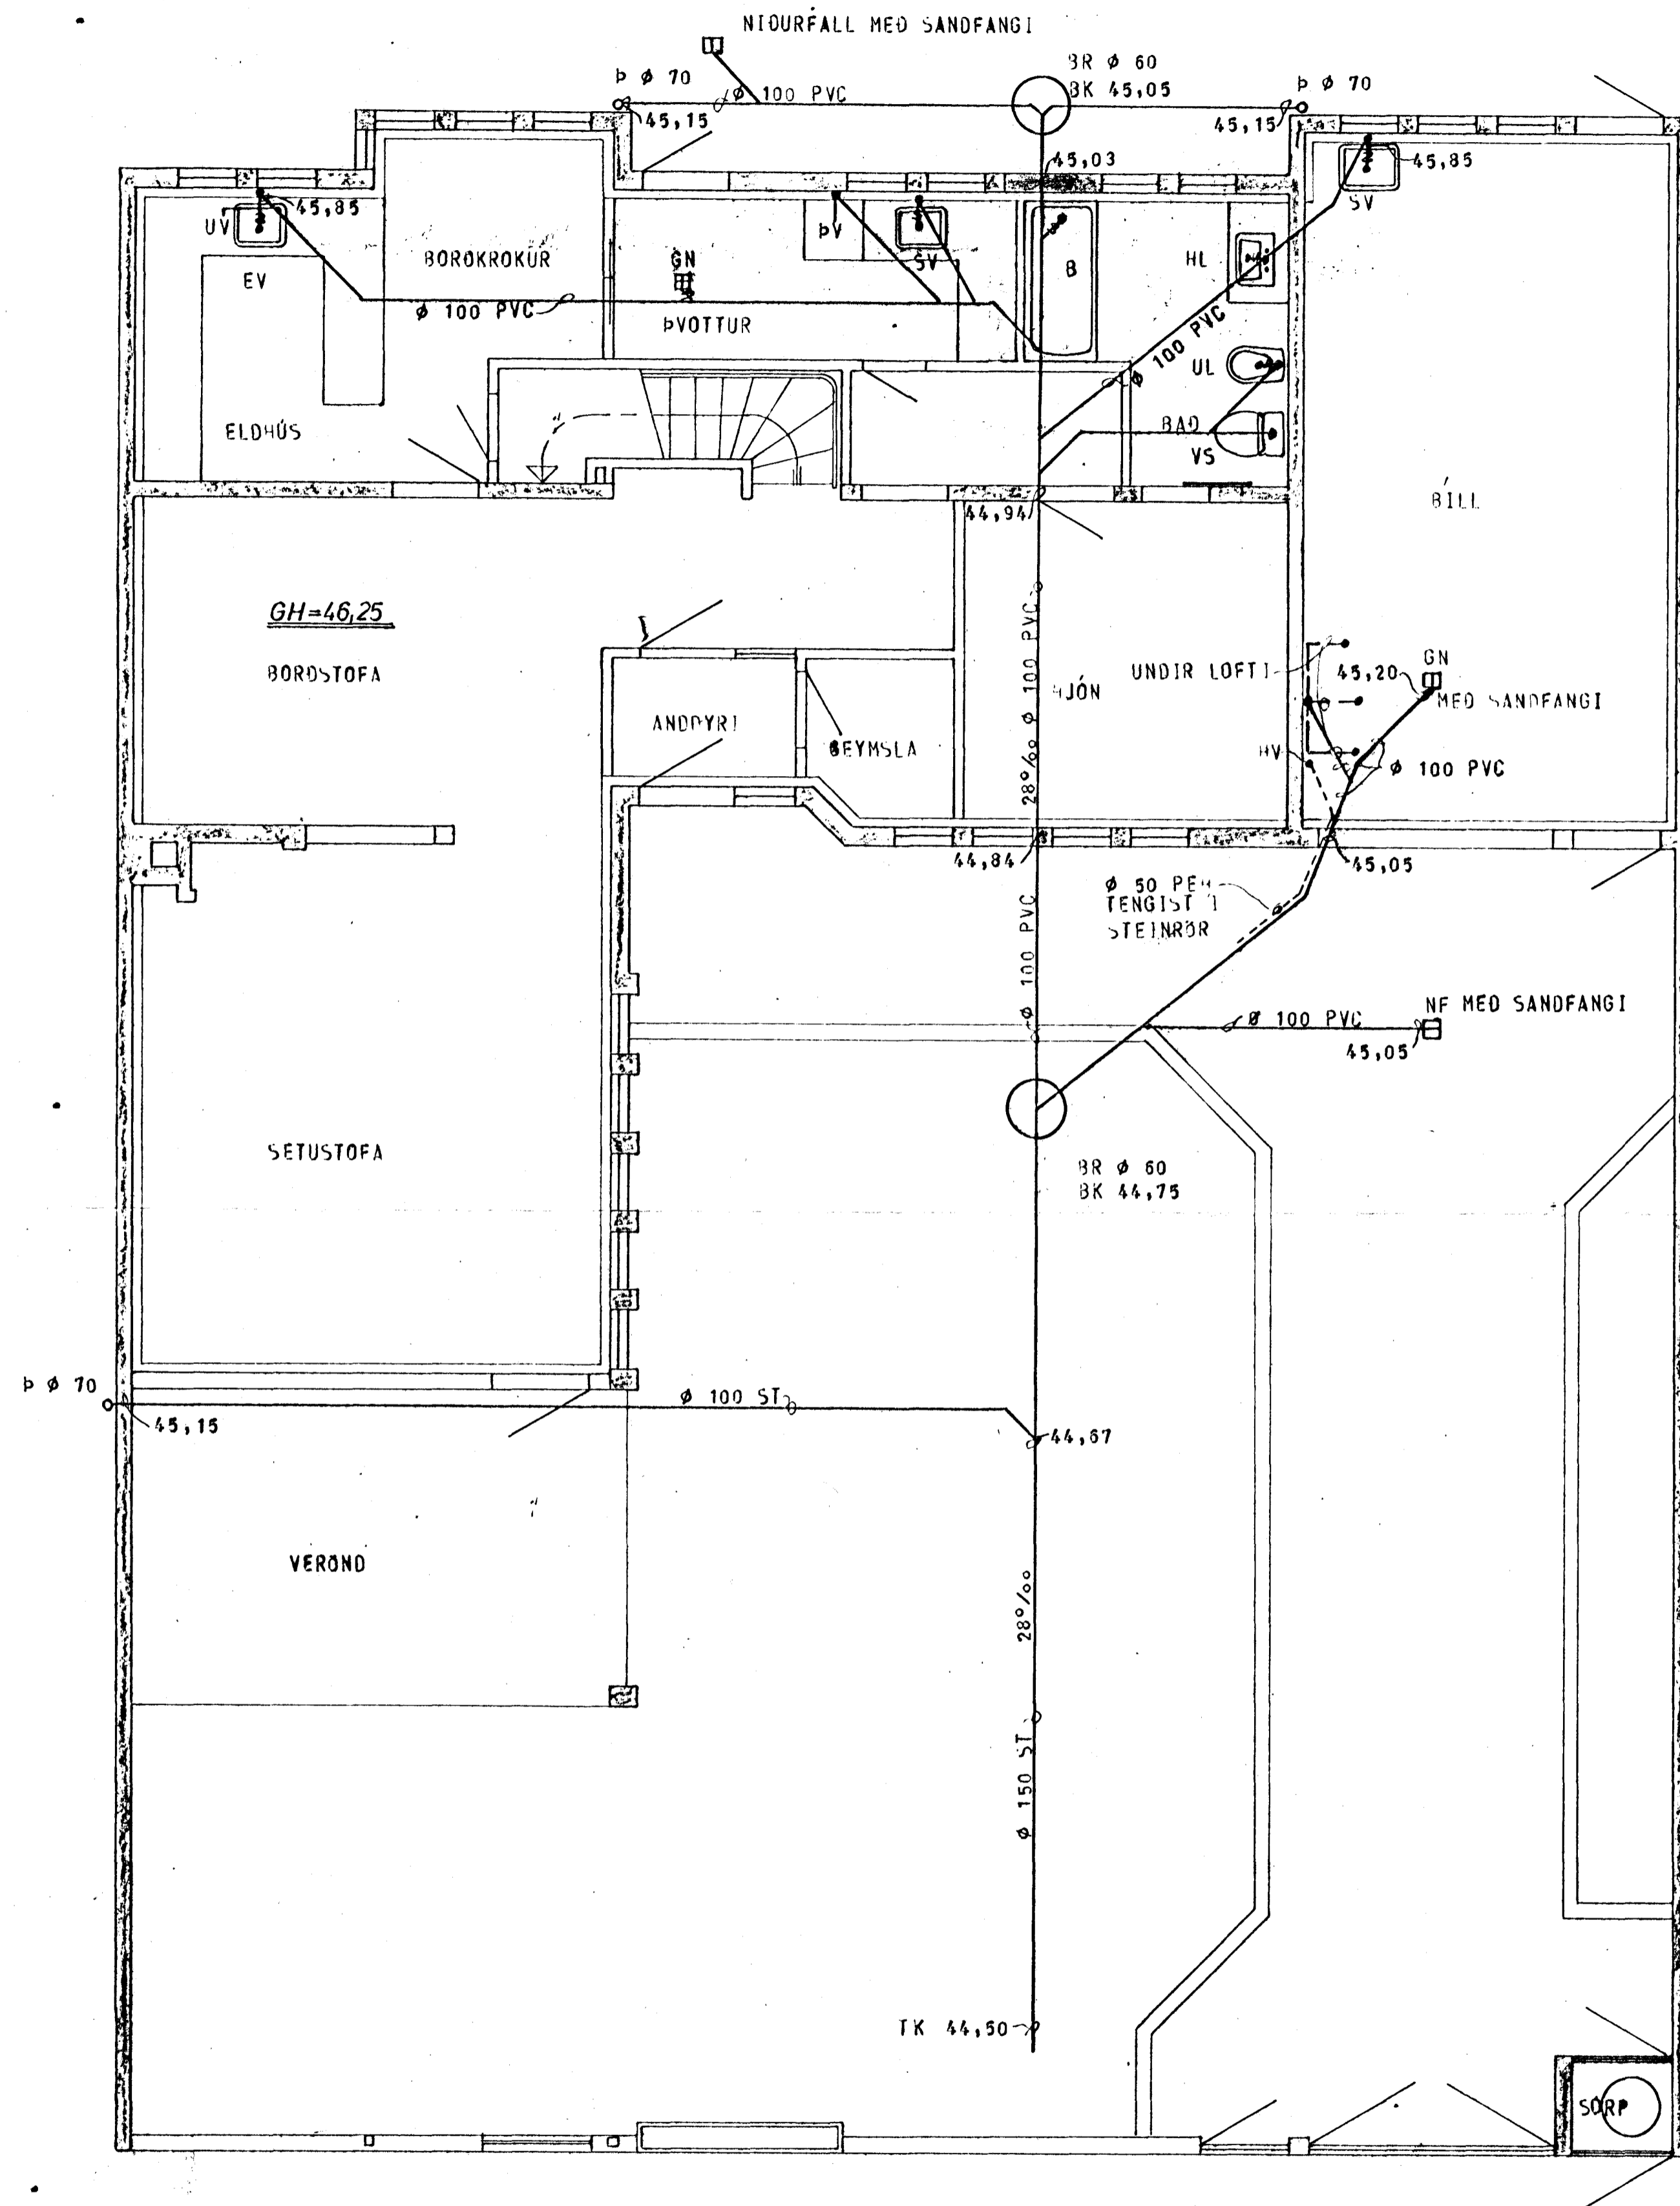 NIÐURFALL MEÐ SANDFANGI
BR Ø 60
BK 45,05
Þ Ø 70
Ø 100 PVC
Þ Ø 70
45,15
45,15
45,03
45,85
SV
45,85
UV
EV
BORÐKRÓKUR
GN
ÞV
SV
B
HL
Ø 100 PVC
ÞVOTTUR
Ø 100 PVC
UL
BAÐ
VS
ELDHÚS
44,94
BÍLL
GH=46,25
BORÐSTOFA
ANDDYRI
GEYMSLA
28°/°° Ø 100 PVC
HJÓN
UNDIR LOFTI
GN
45,20
MEÐ SANDFANGI
HV
Ø 100 PVC
44,84
45,05
Ø 50 PEH
TENGIST Í
STEINRÖR
Ø 100 PVC
NF MEÐ SANDFANGI
Ø 100 PVC
45,05
SETUSTOFA
BR Ø 60
BK 44,75
Þ Ø 70
45,15
Ø 100 ST
44,67
VERÖND
28°/°°
Ø 150 ST
TK 44,50
SORP